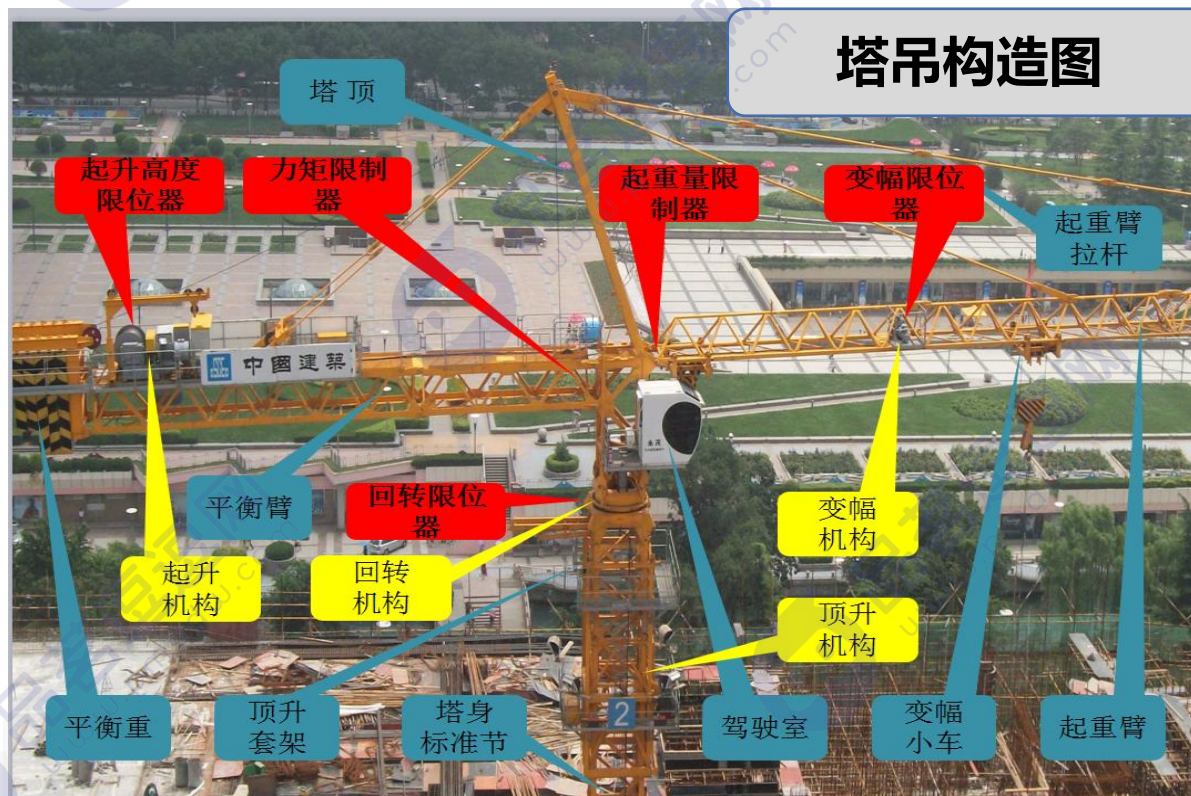 塔吊构造图
塔 顶
起升高度
限位器
力矩限制
器
起重量限
制器
变幅限位
器
起重臂
拉杆
中國建築
平衡臂
回转限位
器
变幅
机构
起升
机构
回转
机构
顶升
机构
平衡重
顶升
套架
塔身
标准节
2
驾驶室
变幅
小车
起重臂